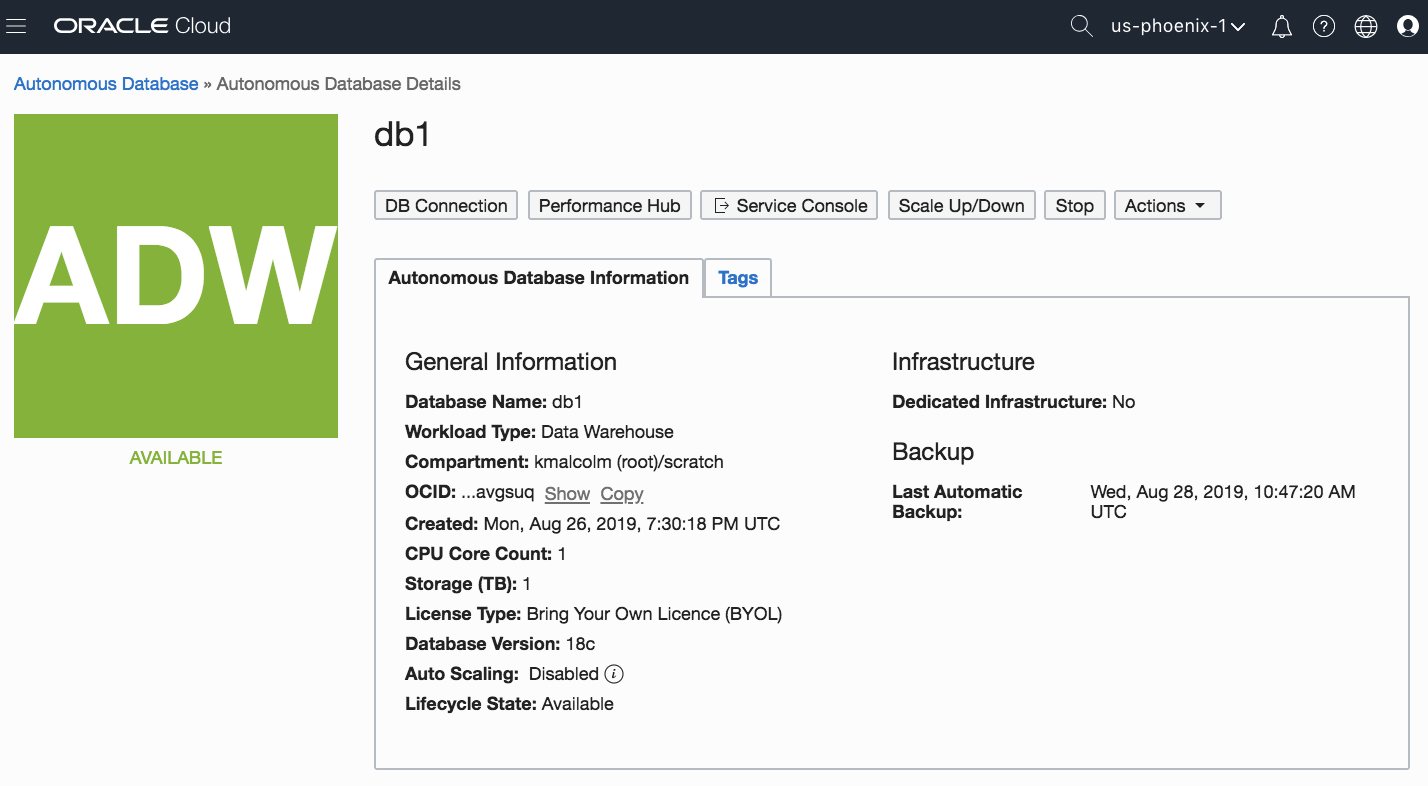 ORACLE Cloud
us-phoenix-1
Autonomous Database » Autonomous Database Details
ADW
AVAILABLE
db1
DB Connection Performance Hub Service Console Scale Up/Down Stop Actions
Autonomous Database Information Tags
General Information
Database Name: db1
Workload Type: Data Warehouse
Compartment: kmalcolm (root)/scratch
OCID: ...avgsuq Show Copy
Created: Mon, Aug 26, 2019, 7:30:18 PM UTC
CPU Core Count: 1
Storage (TB): 1
License Type: Bring Your Own Licence (BYOL)
Database Version: 18c
Auto Scaling: Disabled i
Lifecycle State: Available
Infrastructure
Dedicated Infrastructure: No
Backup
Last Automatic Backup: Wed, Aug 28, 2019, 10:47:20 AM UTC